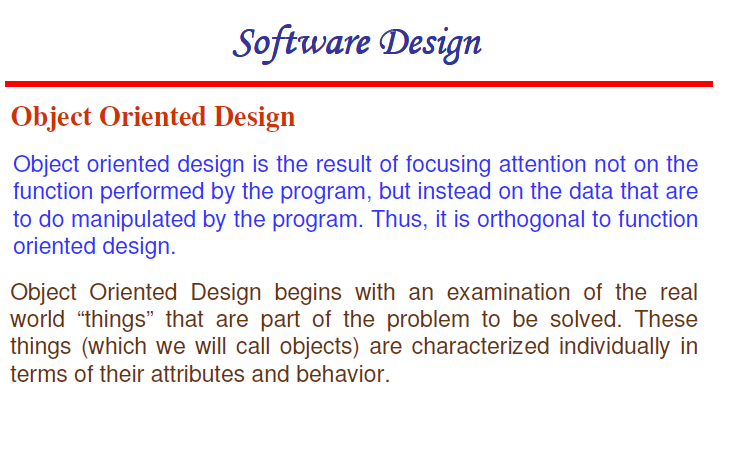 Software Design
Object Oriented Design
Object oriented design is the result of focusing attention not on the
function performed by the program, but instead on the data that are
to do manipulated by the program. Thus, it is orthogonal to function
oriented design.
Object Oriented Design begins with an examination of the real
world “things” that are part of the problem to be solved. These
things (which we will call objects) are characterized individually in
terms of their attributes and behavior.